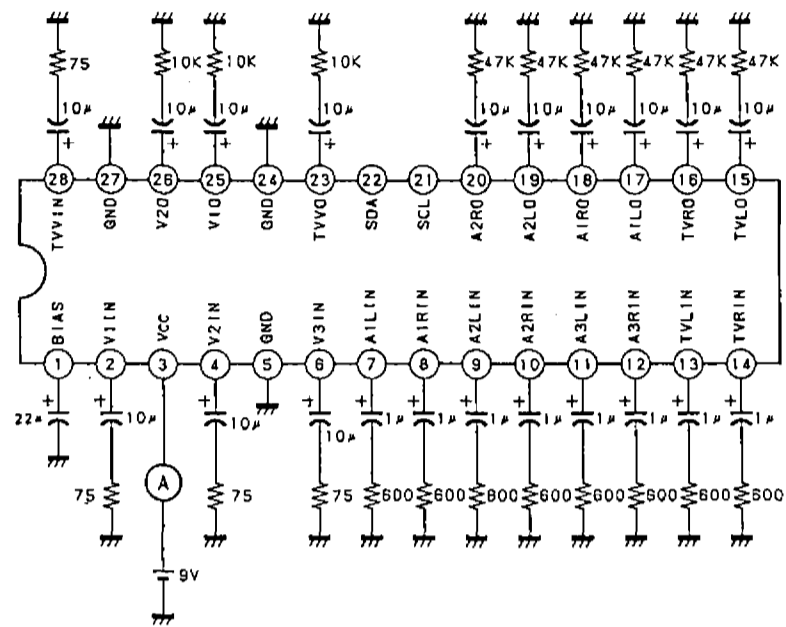 75 10K 10K 10K 47K 47K 47K 47K 47K 47K
10μ 10μ 10μ 10μ 10μ 10μ 10μ 10μ 10μ 10μ
+ + + + + + + + + +
28 27 26 25 24 23 22 21 20 19 18 17 16 15
TVVIN GND V2O V1O GND TVVO SDA SCL A2RO A2LO A1RO A1LO TVRO TVLO
BIAS V1IN VCC V2IN GND V3IN A1LIN A1RIN A2LIN A2RIN A3LIN A3RIN TVLIN TVRIN
1 2 3 4 5 6 7 8 9 10 11 12 13 14
+ + + + + + + + + + + +
22μ 10μ 10μ 10μ 1μ 1μ 1μ 1μ 1μ 1μ 1μ 1μ
75 A 75 75 600 600 600 600 600 600 600 600
9V